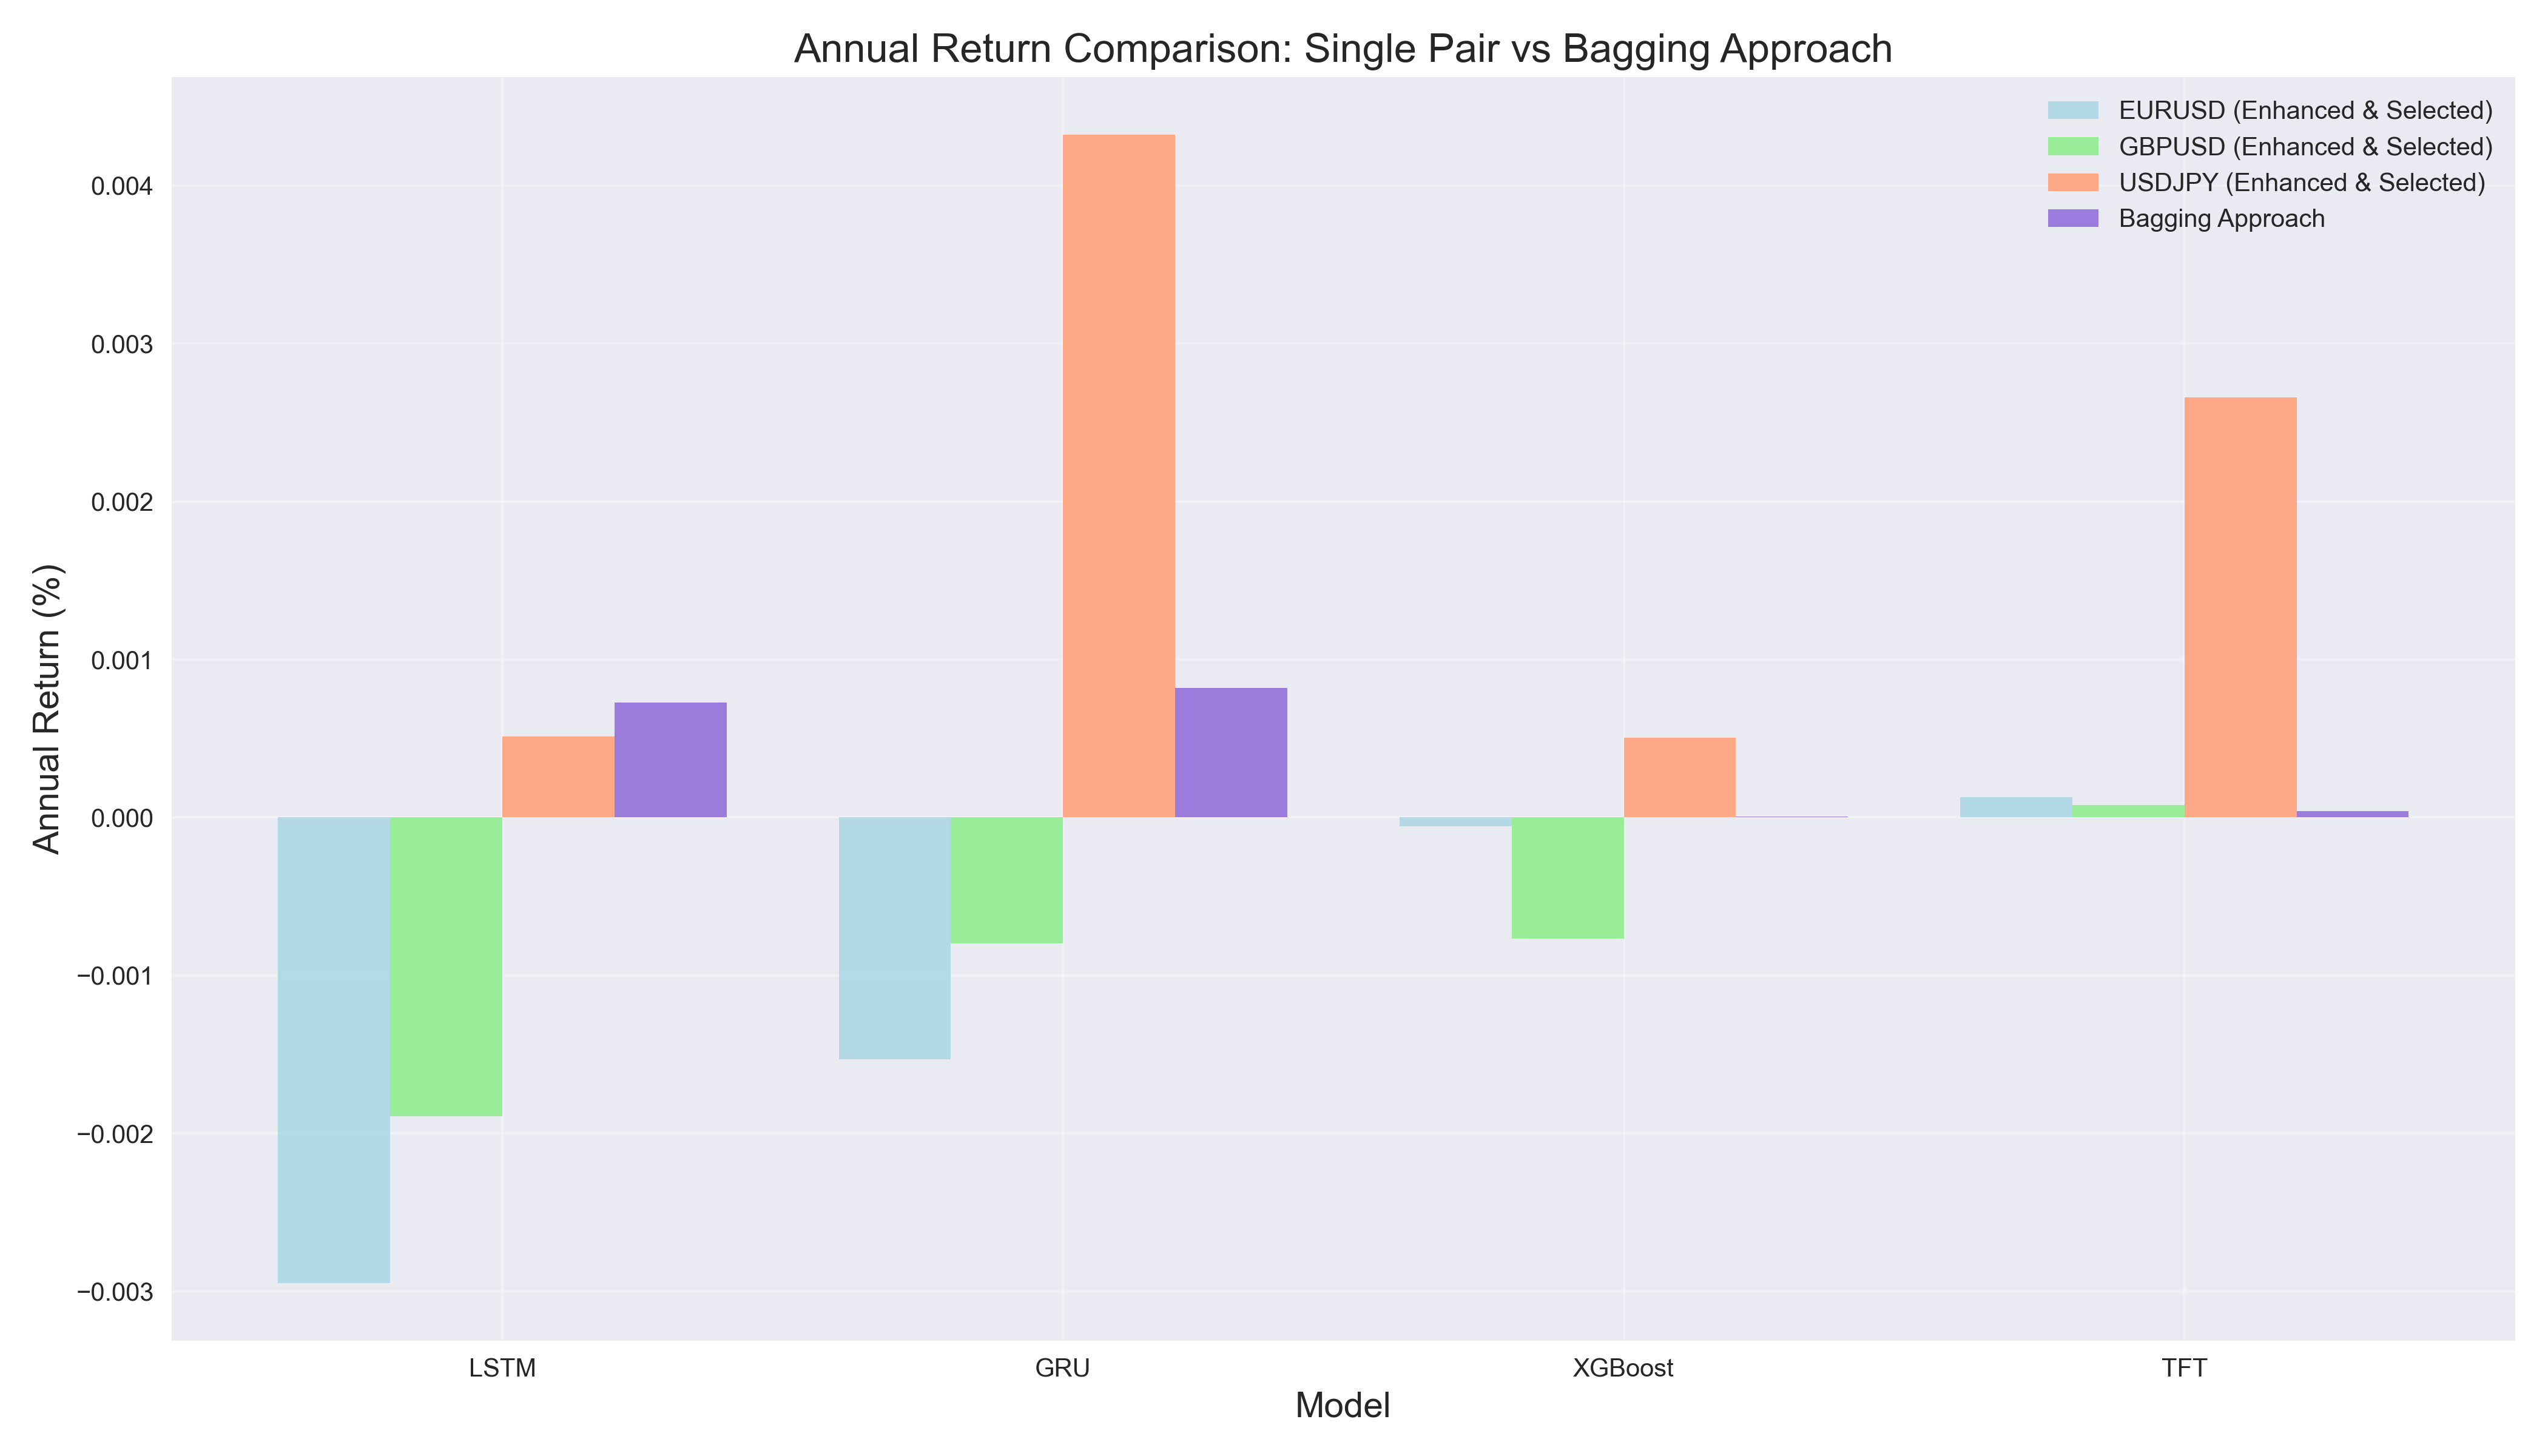 Annual Return Comparison: Single Pair vs Bagging Approach
EURUSD (Enhanced & Selected)
GBPUSD (Enhanced & Selected)
USDJPY (Enhanced & Selected)
Bagging Approach
Annual Return (%)
0.004
0.003
0.002
0.001
0.000
−0.001
−0.002
−0.003
LSTM
GRU
XGBoost
TFT
Model